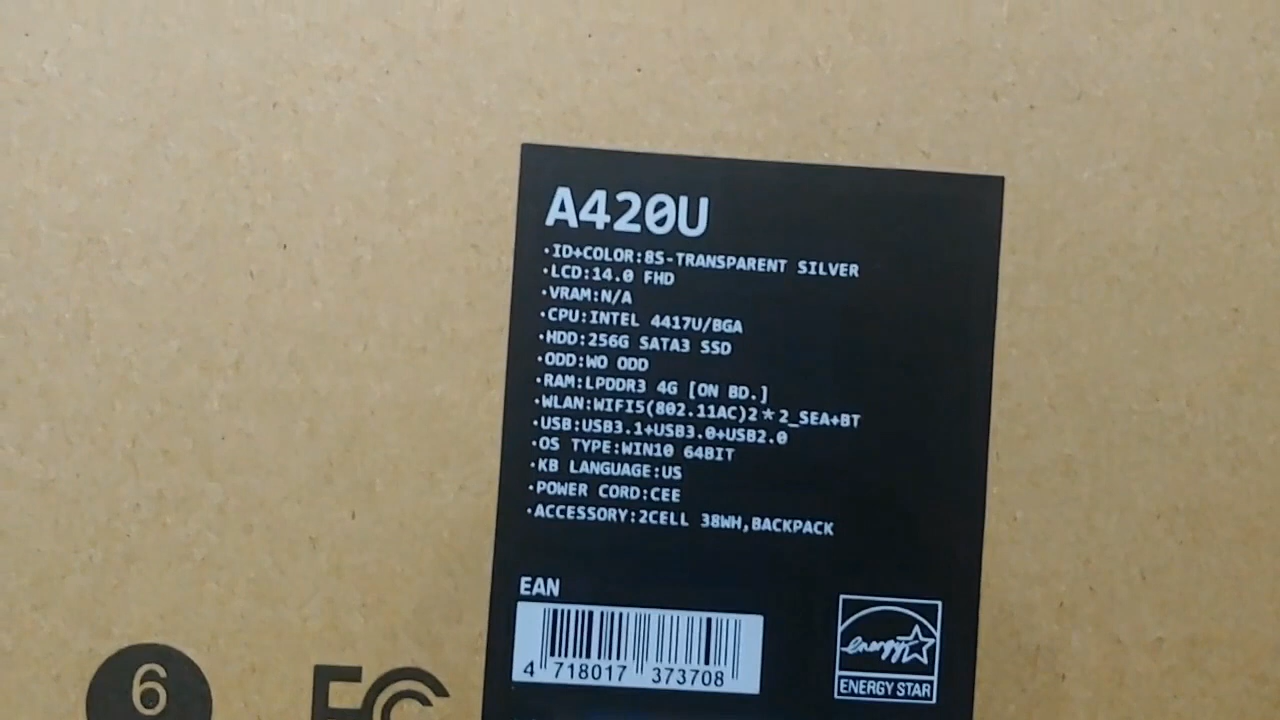 A420U
·ID+COLOR:8S-TRANSPARENT SILVER
·LCD:14.0 FHD
·VRAM:N/A
·CPU:INTEL 4417U/BGA
·HDD:256G SATA3 SSD
·ODD:WO ODD
·RAM:LPDDR3 4G [ON BD.]
·WLAN:WIFI5(802.11AC)2*2_SEA+BT
·USB:USB3.1+USB3.0+USB2.0
·OS TYPE:WIN10 64BIT
·KB LANGUAGE:US
·POWER CORD:CEE
·ACCESSORY:2CELL 38WH,BACKPACK
EAN
4 718017 373708
energy
ENERGY STAR
6
FC